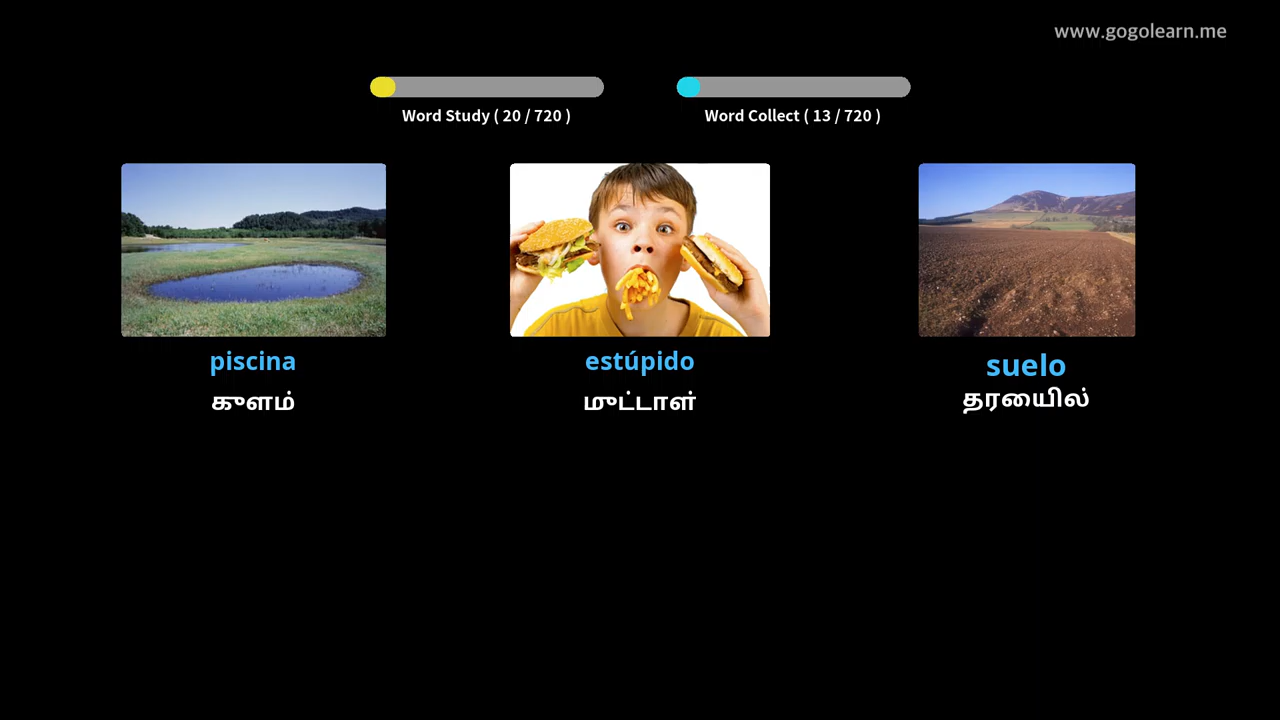 www.gogolearn.me
Word Study ( 20 / 720 )
Word Collect ( 13 / 720 )
piscina
estúpido
suelo
குளம்
முட்டாள்
தரையில்